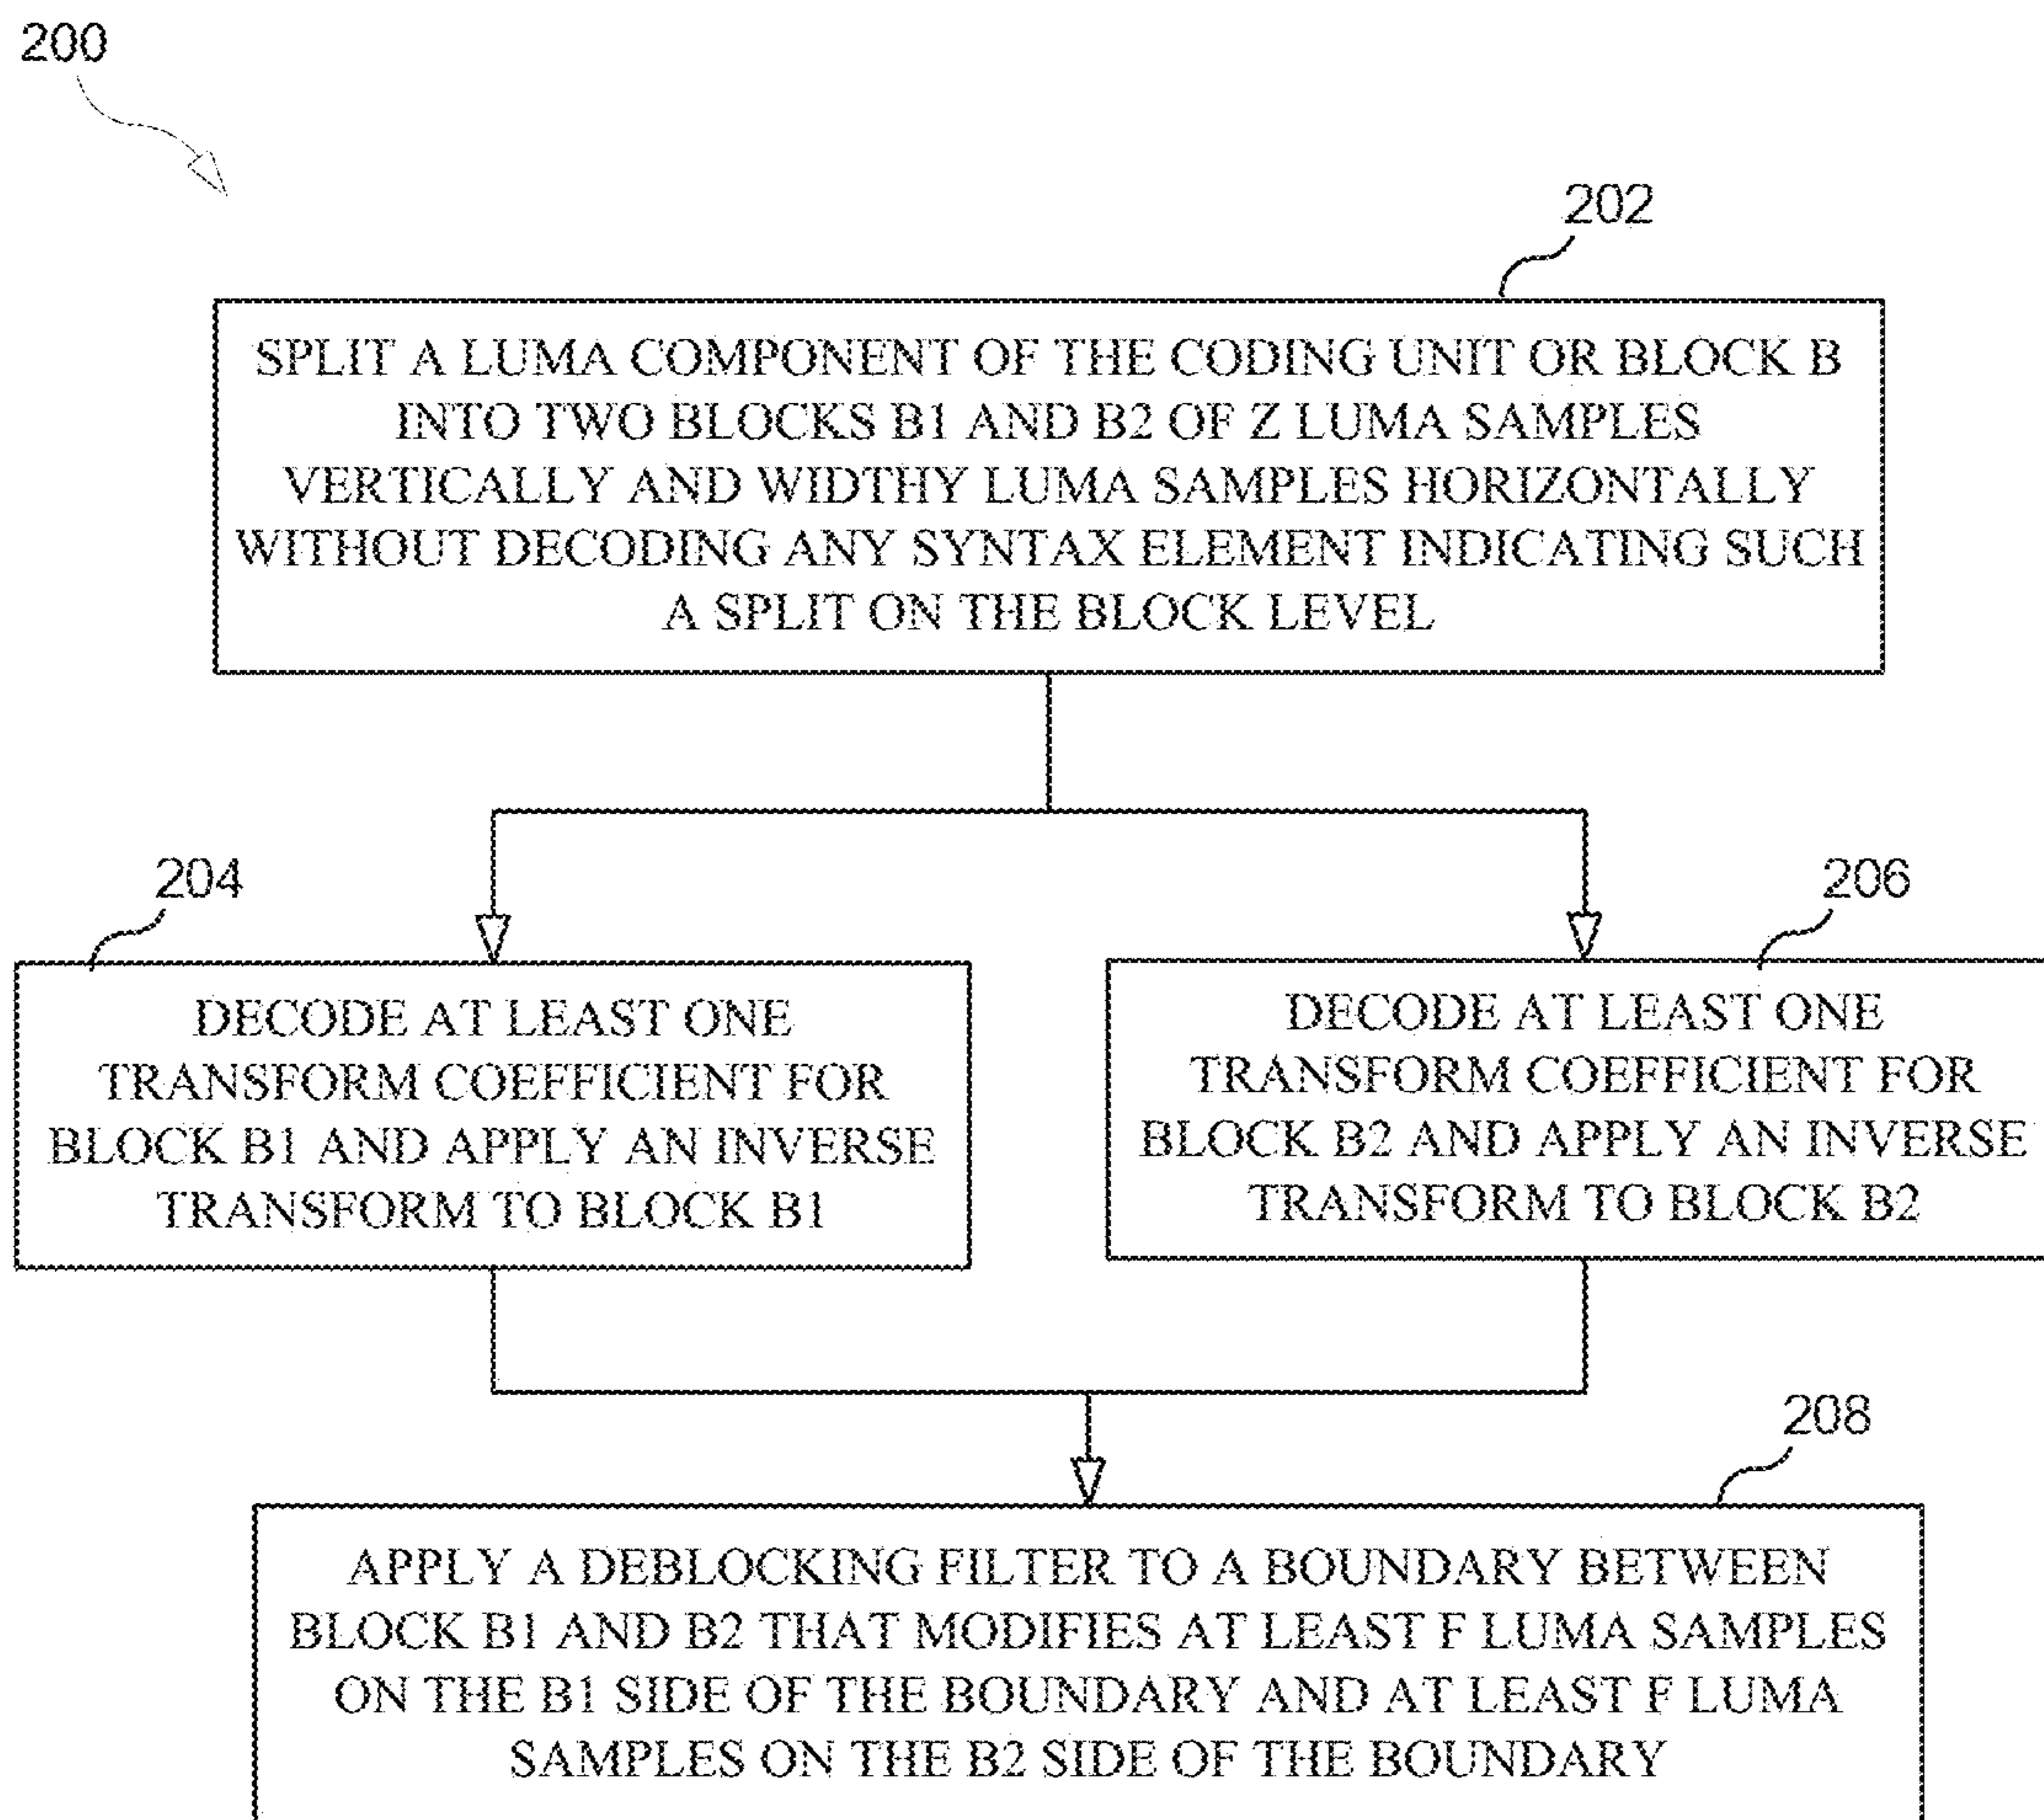 200
202
SPLIT A LUMA COMPONENT OF THE CODING UNIT OR BLOCK B
INTO TWO BLOCKS B1 AND B2 OF Z LUMA SAMPLES
VERTICALLY AND WIDTHY LUMA SAMPLES HORIZONTALLY
WITHOUT DECODING ANY SYNTAX ELEMENT INDICATING SUCH
A SPLIT ON THE BLOCK LEVEL
204
DECODE AT LEAST ONE
TRANSFORM COEFFICIENT FOR
BLOCK B1 AND APPLY AN INVERSE
TRANSFORM TO BLOCK B1
206
DECODE AT LEAST ONE
TRANSFORM COEFFICIENT FOR
BLOCK B2 AND APPLY AN INVERSE
TRANSFORM TO BLOCK B2
208
APPLY A DEBLOCKING FILTER TO A BOUNDARY BETWEEN
BLOCK B1 AND B2 THAT MODIFIES AT LEAST F LUMA SAMPLES
ON THE B1 SIDE OF THE BOUNDARY AND AT LEAST F LUMA
SAMPLES ON THE B2 SIDE OF THE BOUNDARY